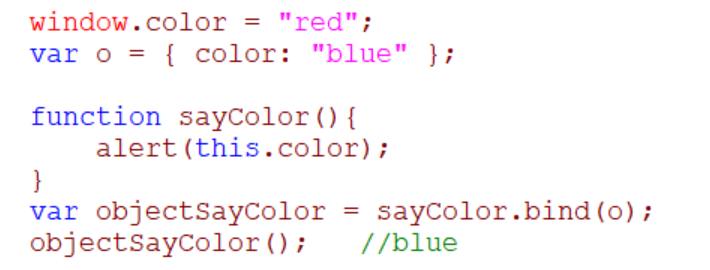 window.color = "red";
var o = { color: "blue" };
function sayColor(){
    alert(this.color);
}
var objectSayColor = sayColor.bind(o);
objectSayColor();   //blue